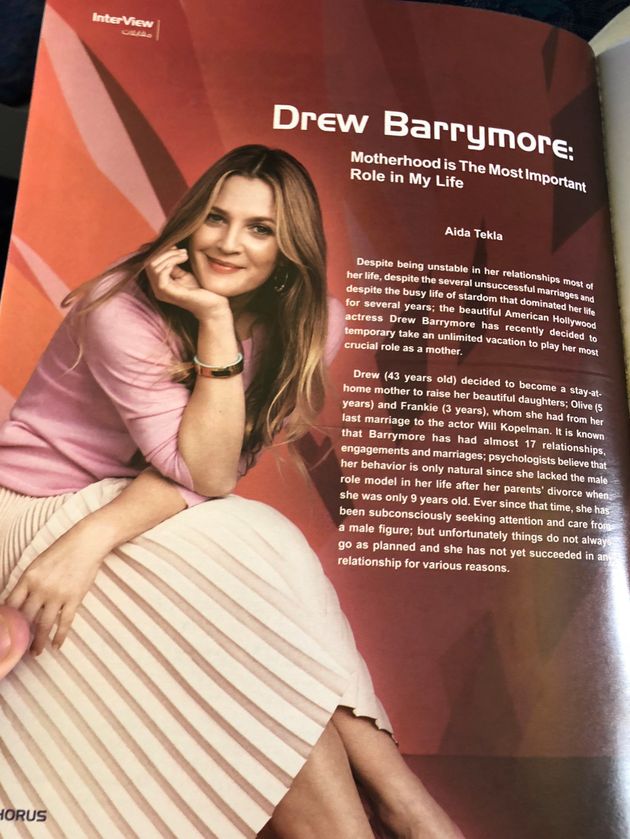 InterView
مقابلات
Drew Barrymore:
Motherhood is The Most Important
Role in My Life
Aida Tekla
Despite being unstable in her relationships most of
her life, despite the several unsuccessful marriages and
despite the busy life of stardom that dominated her life
for several years; the beautiful American Hollywood
actress Drew Barrymore has recently decided to
temporary take an unlimited vacation to play her most
crucial role as a mother.
Drew (43 years old) decided to become a stay-at-
home mother to raise her beautiful daughters; Olive (5
years) and Frankie (3 years), whom she had from her
last marriage to the actor Will Kopelman. It is known
that Barrymore has had almost 17 relationships,
engagements and marriages; psychologists believe that
her behavior is only natural since she lacked the male
role model in her life after her parents' divorce when
she was only 9 years old. Ever since that time, she has
been subconsciously seeking attention and care from
a male figure; but unfortunately things do not always
go as planned and she has not yet succeeded in any
relationship for various reasons.
HORUS